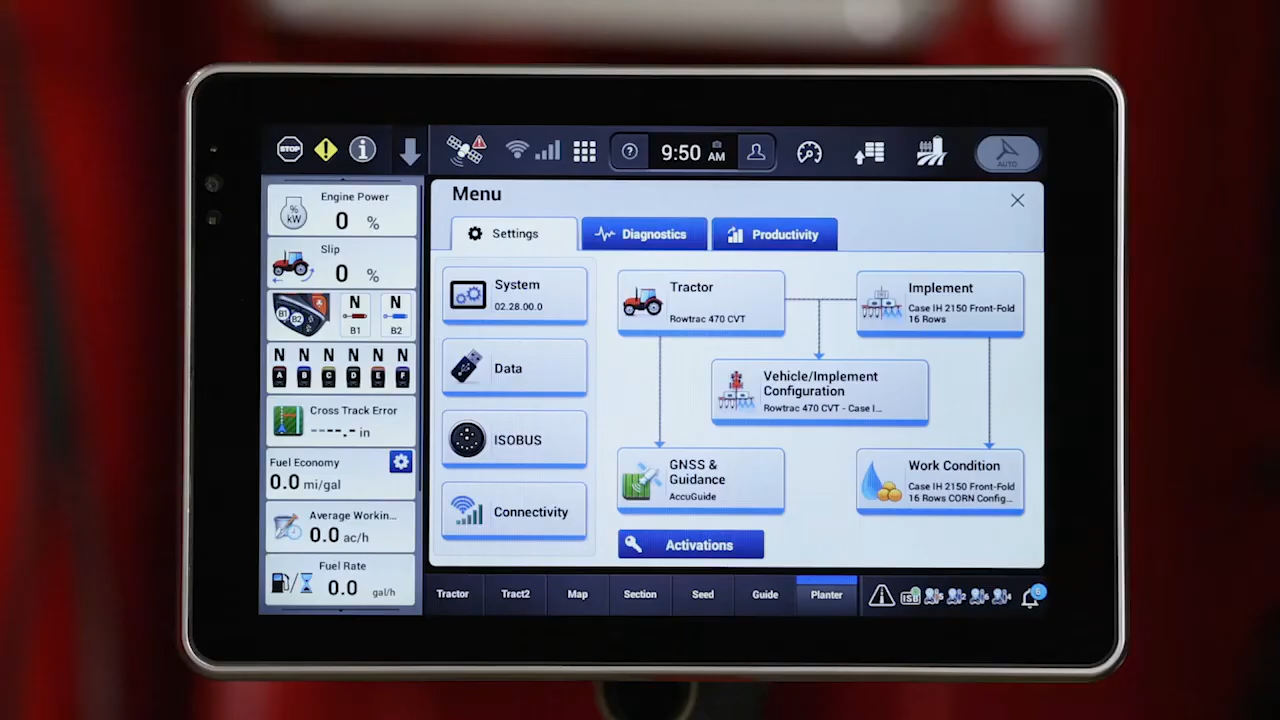 STOP
9:50 AM
AUTO
Engine Power
% kW
0 %
Slip
0 %
B1 B2
N N
B1 B2
N N N N N N
A B C D E F
Cross Track Error
---.- in
Fuel Economy
0.0 mi/gal
Average Workin...
0.0 ac/h
Fuel Rate
0.0 gal/h
Menu
Settings
Diagnostics
Productivity
System
02.28.00.0
Data
ISOBUS
Connectivity
Tractor
Rowtrac 470 CVT
Implement
Case IH 2150 Front-Fold
16 Rows
Vehicle/Implement
Configuration
Rowtrac 470 CVT - Case I...
GNSS &
Guidance
AccuGuide
Work Condition
Case IH 2150 Front-Fold
16 Rows CORN Config...
Activations
Tractor
Tract2
Map
Section
Seed
Guide
Planter
ISB
6